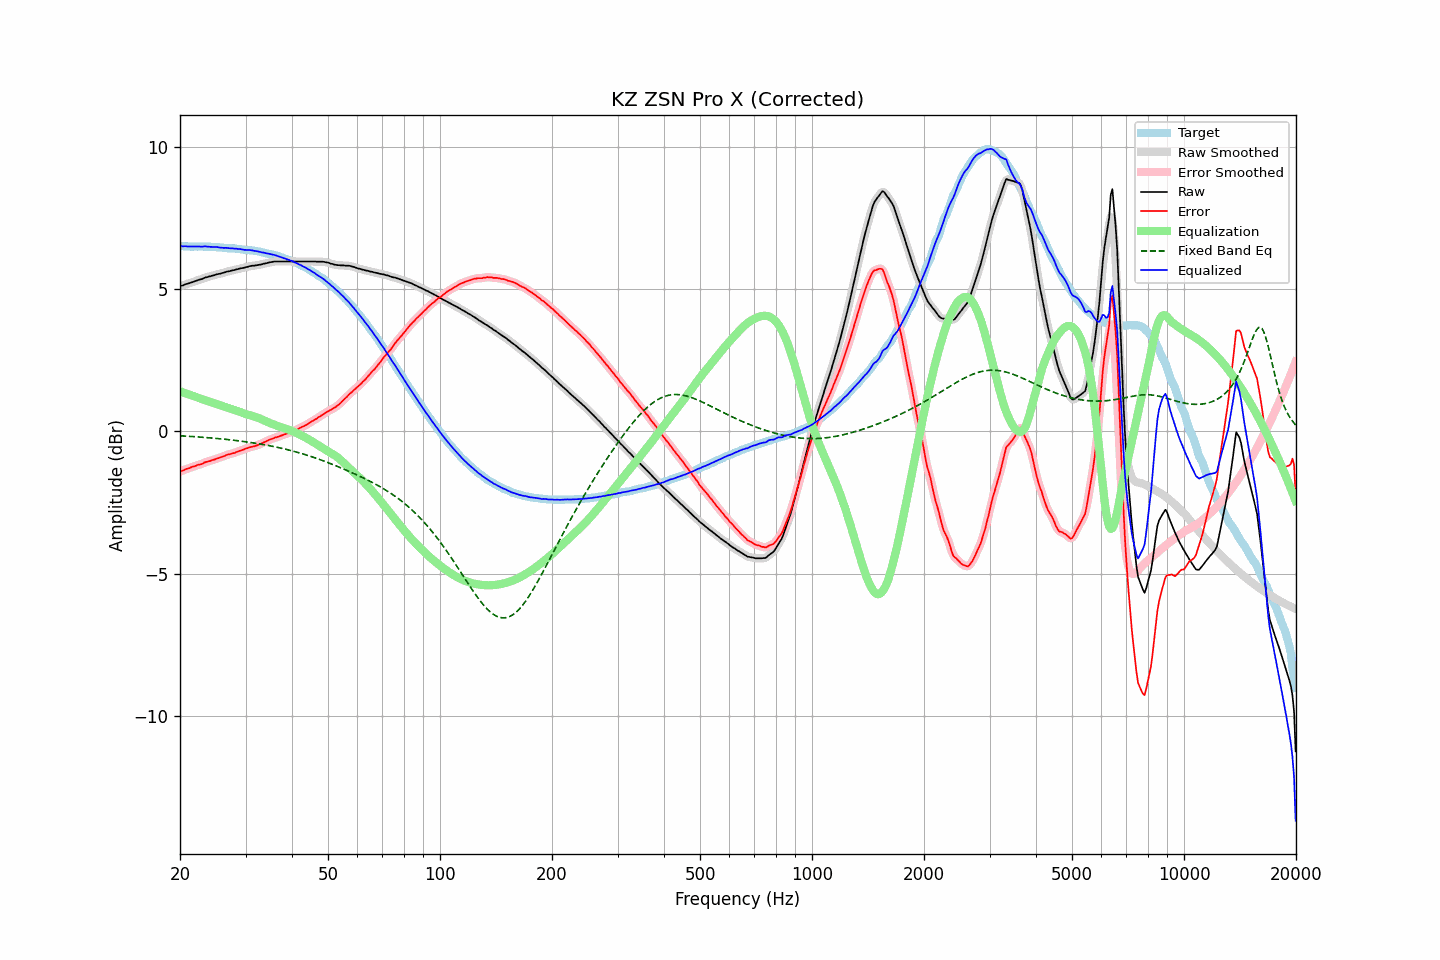 KZ ZSN Pro X (Corrected)
Target
Raw Smoothed
Error Smoothed
Raw
Error
Equalization
Fixed Band Eq
Equalized
Amplitude (dBr)
10
5
0
−5
−10
20 50 100 200 500 1000 2000 5000 10000 20000
Frequency (Hz)